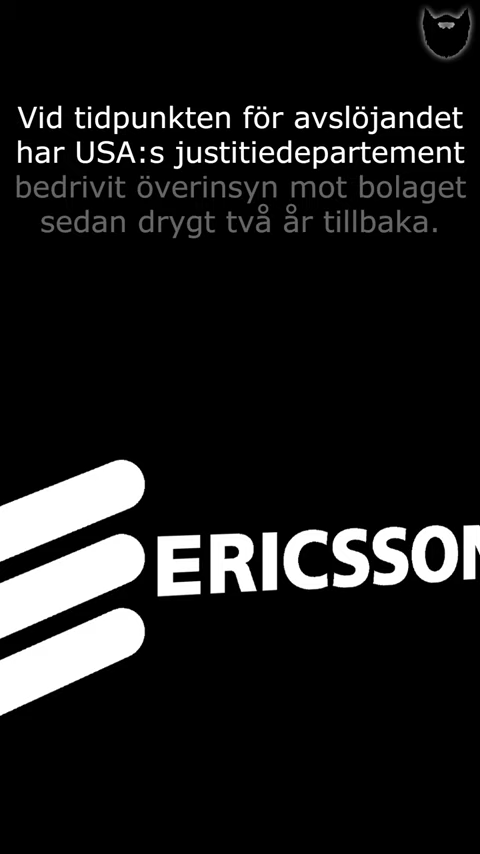 Vid tidpunkten för avslöjandet
har USA:s justitiedepartement
bedrivit överinsyn mot bolaget
sedan drygt två år tillbaka.
ERICSSON